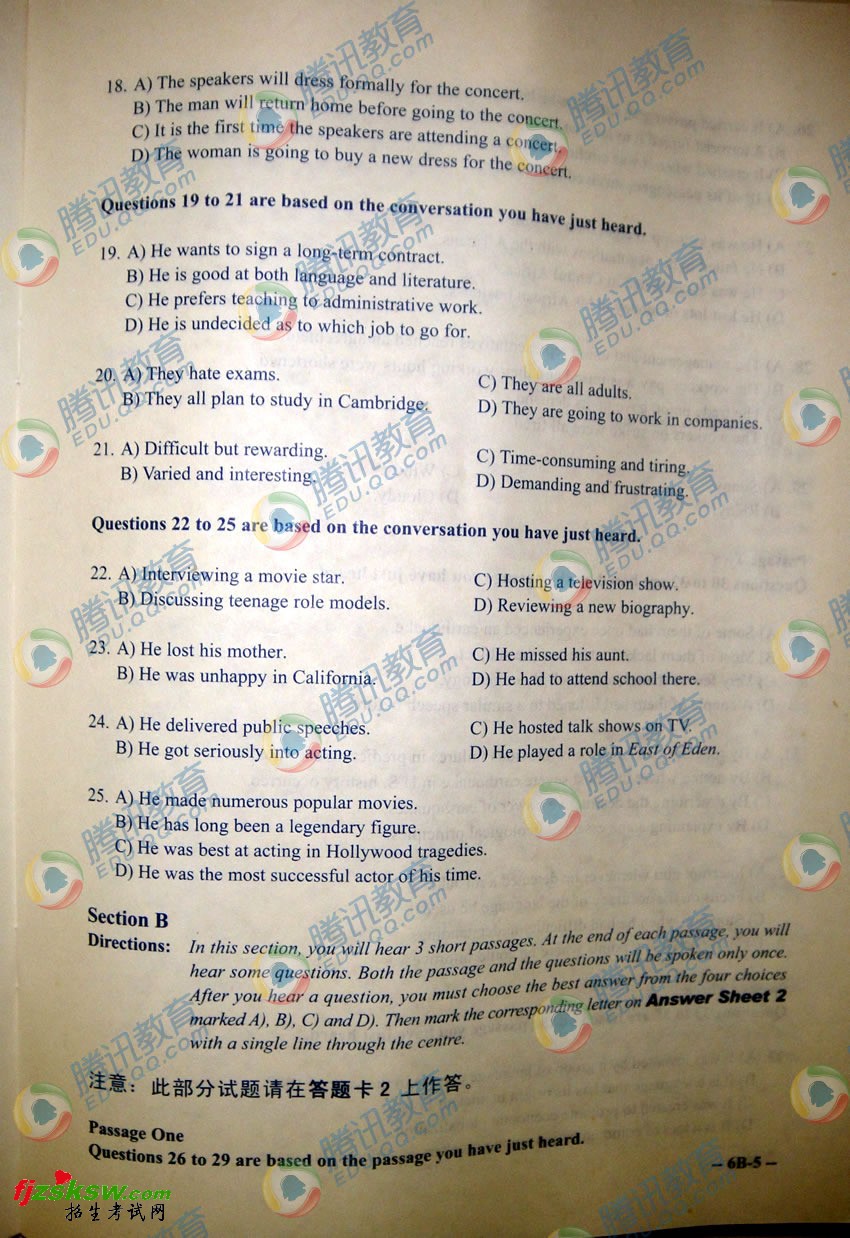 18. A) The speakers will dress formally for the concert.
B) The man will return home before going to the concert.
C) It is the first time the speakers are attending a concert.
D) The woman is going to buy a new dress for the concert.
Questions 19 to 21 are based on the conversation you have just heard.
19. A) He wants to sign a long-term contract.
B) He is good at both language and literature.
C) He prefers teaching to administrative work.
D) He is undecided as to which job to go for.
20. A) They hate exams. C) They are all adults.
B) They all plan to study in Cambridge. D) They are going to work in companies.
21. A) Difficult but rewarding. C) Time-consuming and tiring.
B) Varied and interesting. D) Demanding and frustrating.
Questions 22 to 25 are based on the conversation you have just heard.
22. A) Interviewing a movie star. C) Hosting a television show.
B) Discussing teenage role models. D) Reviewing a new biography.
23. A) He lost his mother. C) He missed his aunt.
B) He was unhappy in California. D) He had to attend school there.
24. A) He delivered public speeches. C) He hosted talk shows on TV.
B) He got seriously into acting. D) He played a role in East of Eden.
25. A) He made numerous popular movies.
B) He has long been a legendary figure.
C) He was best at acting in Hollywood tragedies.
D) He was the most successful actor of his time.
Section B
Directions: In this section, you will hear 3 short passages. At the end of each passage, you will
hear some questions. Both the passage and the questions will be spoken only once.
After you hear a question, you must choose the best answer from the four choices
marked A), B), C) and D). Then mark the corresponding letter on Answer Sheet 2
with a single line through the centre.
注意：此部分试题请在答题卡 2 上作答。
Passage One
Questions 26 to 29 are based on the passage you have just heard.
– 6B-5 –
fjzsksw.com
招生考试网
腾讯教育
EDU.QQ.COM